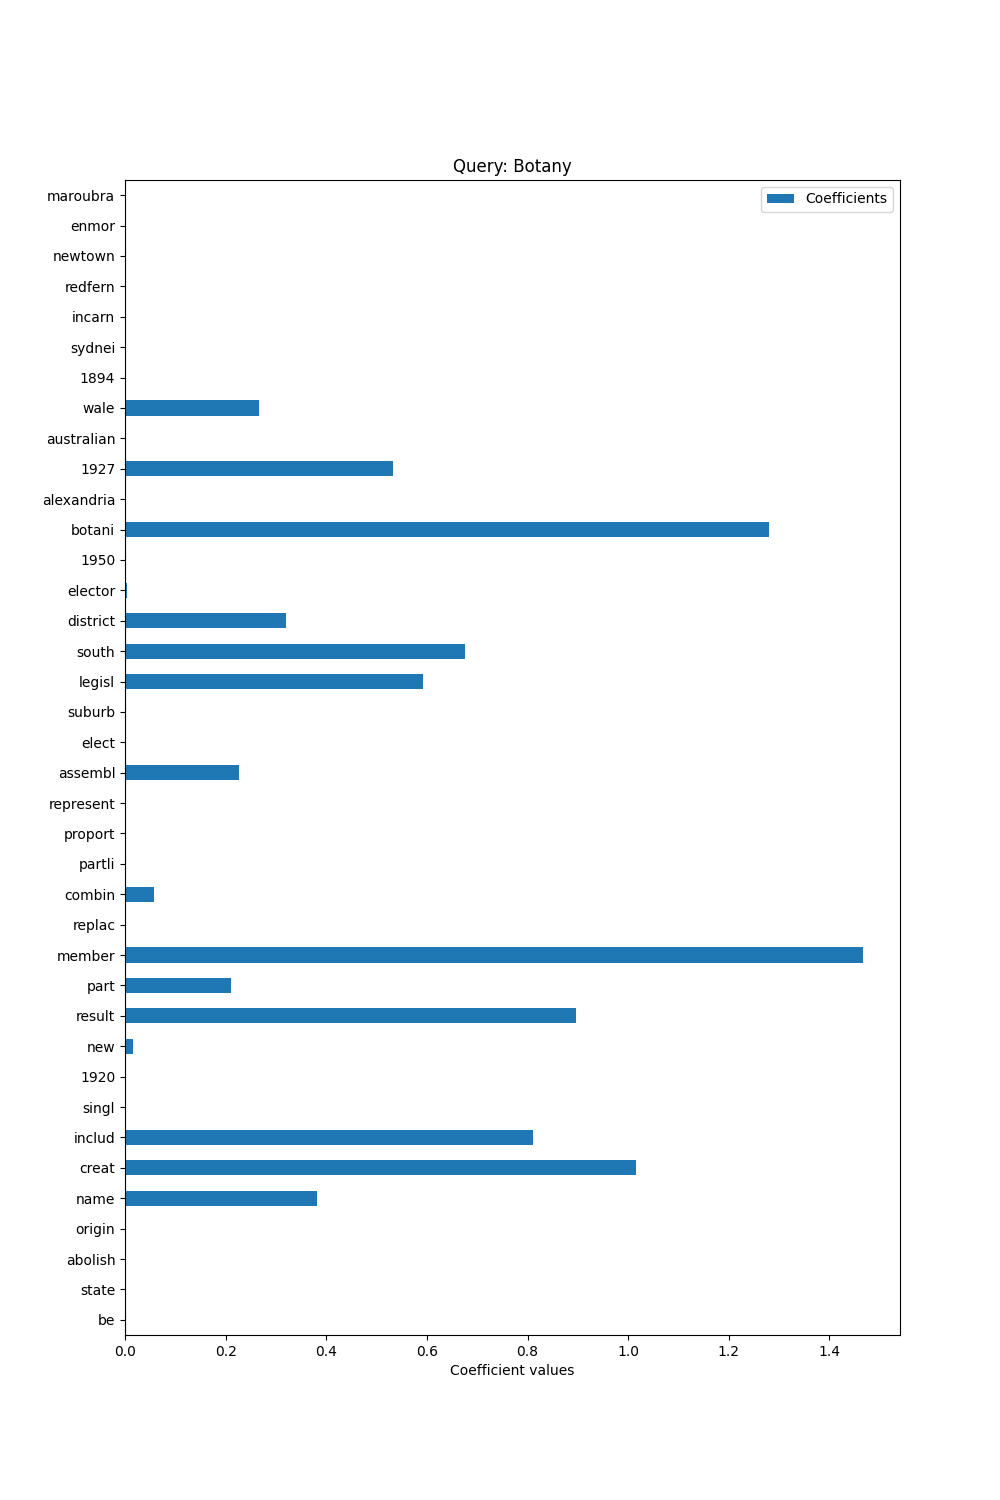 Query: Botany
Coefficients
maroubra
enmor
newtown
redfern
incarn
sydnei
1894
wale
australian
1927
alexandria
botani
1950
elector
district
south
legisl
suburb
elect
assembl
represent
proport
partli
combin
replac
member
part
result
new
1920
singl
includ
creat
name
origin
abolish
state
be
0.0 0.2 0.4 0.6 0.8 1.0 1.2 1.4
Coefficient values